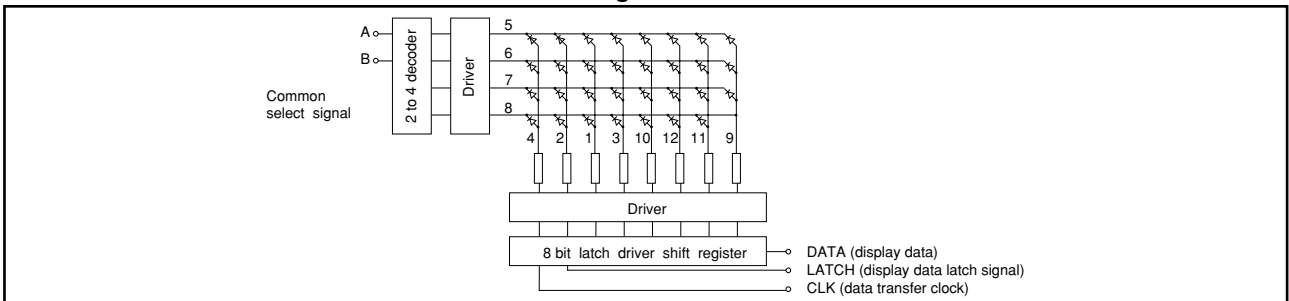 A
B
Common
select signal
2 to 4 decoder
Driver
5
6
7
8
4 2 1 3 10 12 11 9
Driver
8 bit latch driver shift register
DATA (display data)
LATCH (display data latch signal)
CLK (data transfer clock)